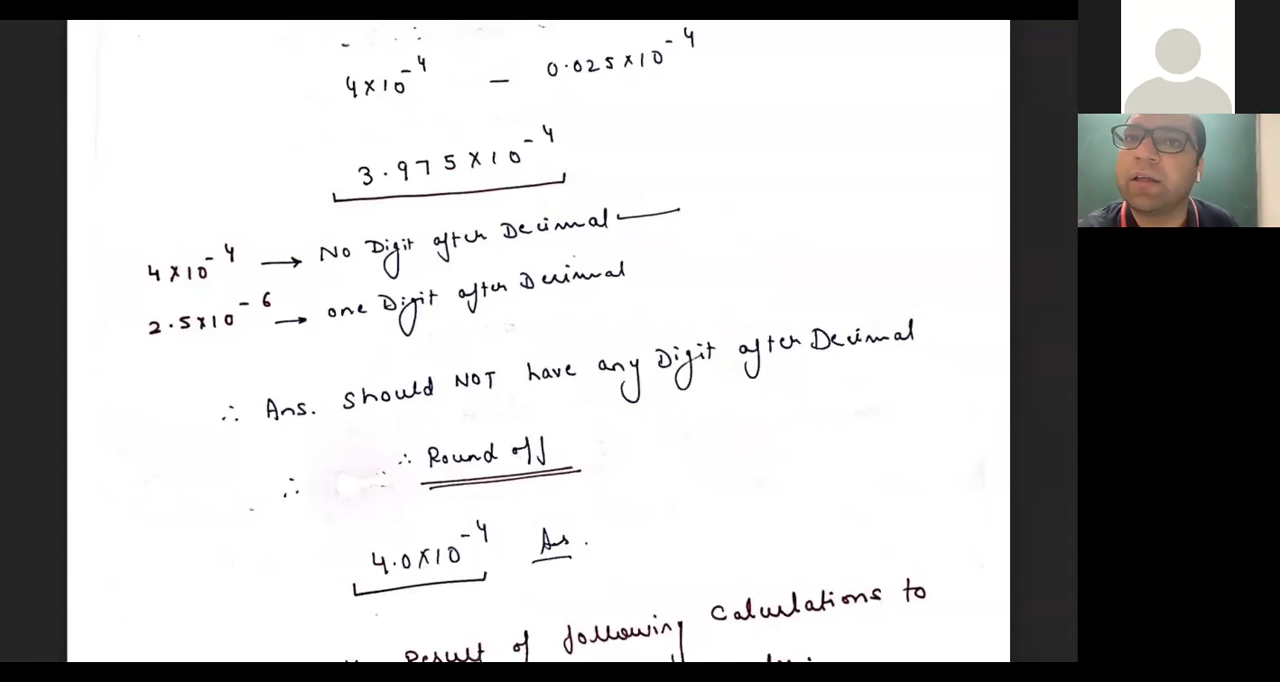 4×10⁻⁴ – 0.025×10⁻⁴
3.975×10⁻⁴
4×10⁻⁴ → No Digit after Decimal
2.5×10⁻⁶ → one Digit after Decimal
∴ Ans. should NOT have any Digit after Decimal
∴ ∴ Round off
4.0×10⁻⁴ Ans.
Result of following Calculations to